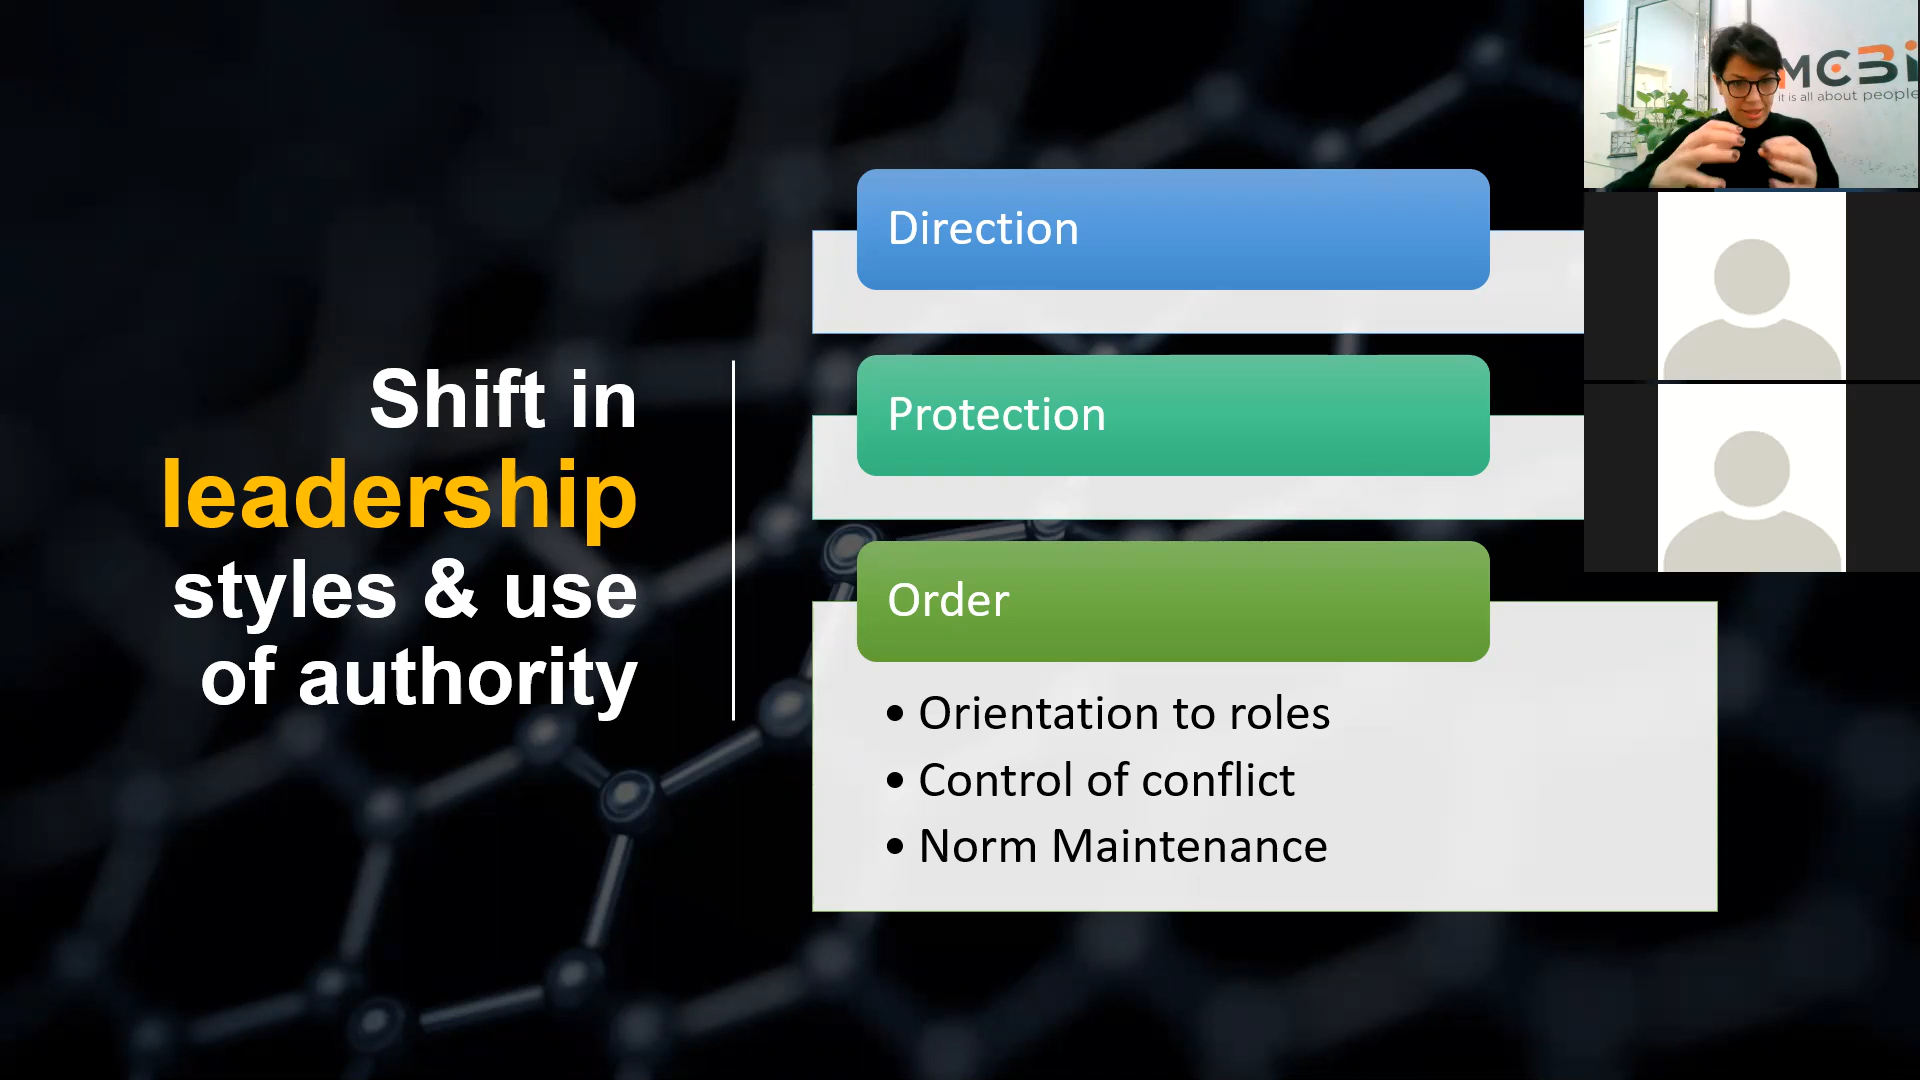 Shift in
leadership
styles & use
of authority
Direction
Protection
Order
• Orientation to roles
• Control of conflict
• Norm Maintenance
MCBi
it is all about people